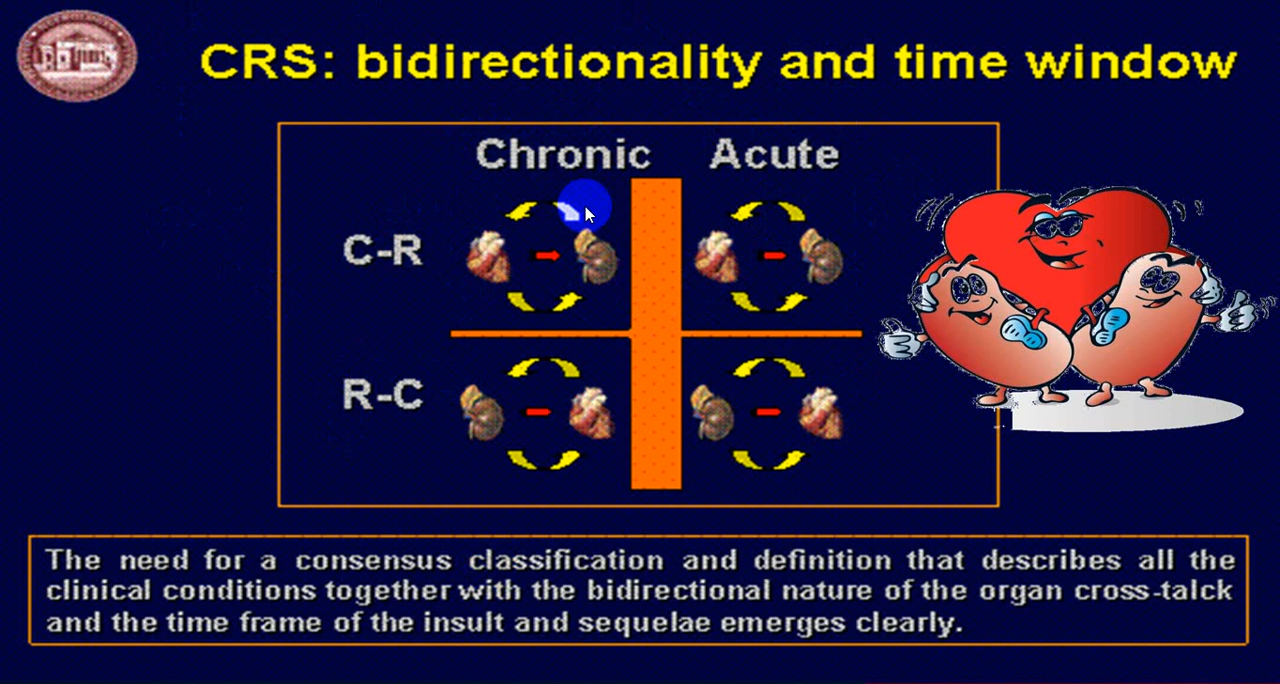 CRS: bidirectionality and time window
Chronic Acute
C-R
R-C
The need for a consensus classification and definition that describes all the
clinical conditions together with the bidirectional nature of the organ cross-talck
and the time frame of the insult and sequelae emerges clearly.